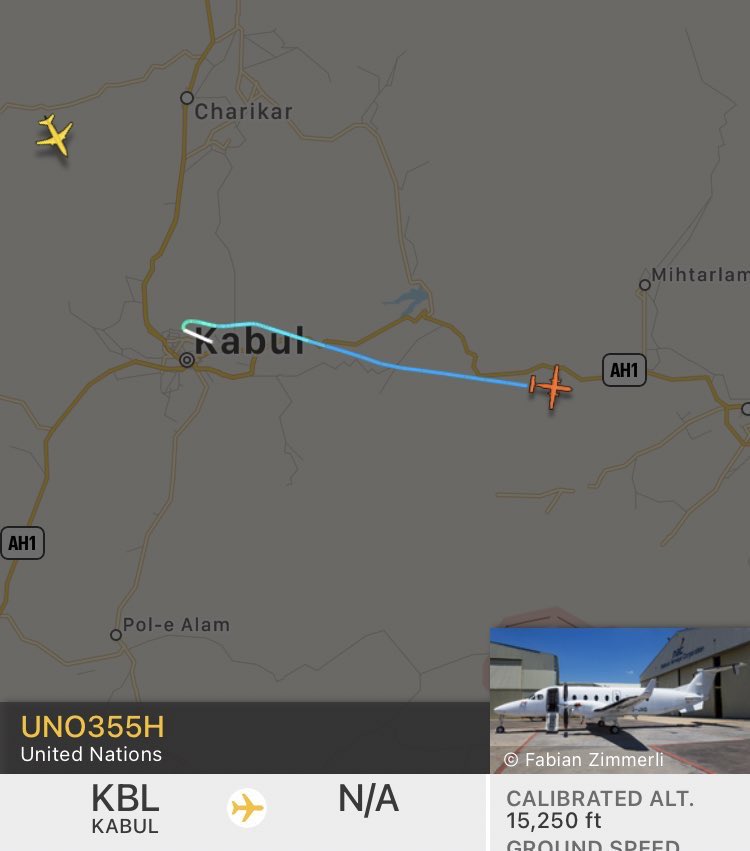 Charikar
Mihtarlam
Kabul
AH1
AH1
Pol-e Alam
UNO355H
United Nations
© Fabian Zimmerli
KBL
KABUL
N/A
CALIBRATED ALT.
15,250 ft
GROUND SPEED